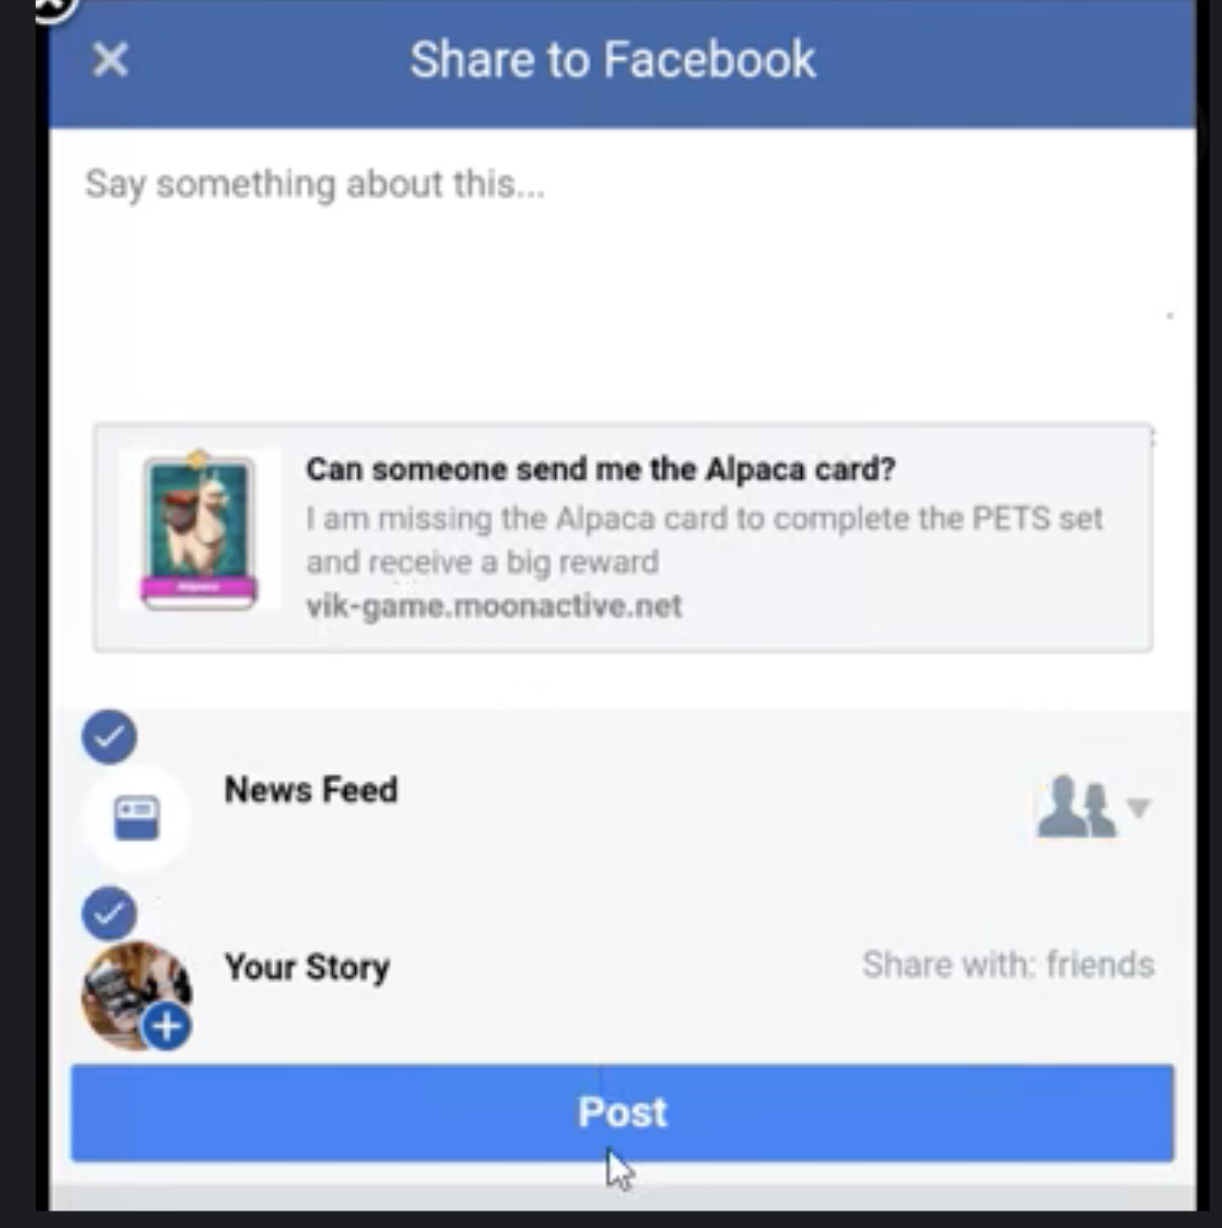 Share to Facebook
Say something about this...
Can someone send me the Alpaca card?
I am missing the Alpaca card to complete the PETS set
and receive a big reward
vik-game.moonactive.net
News Feed
Your Story
Share with: friends
Post